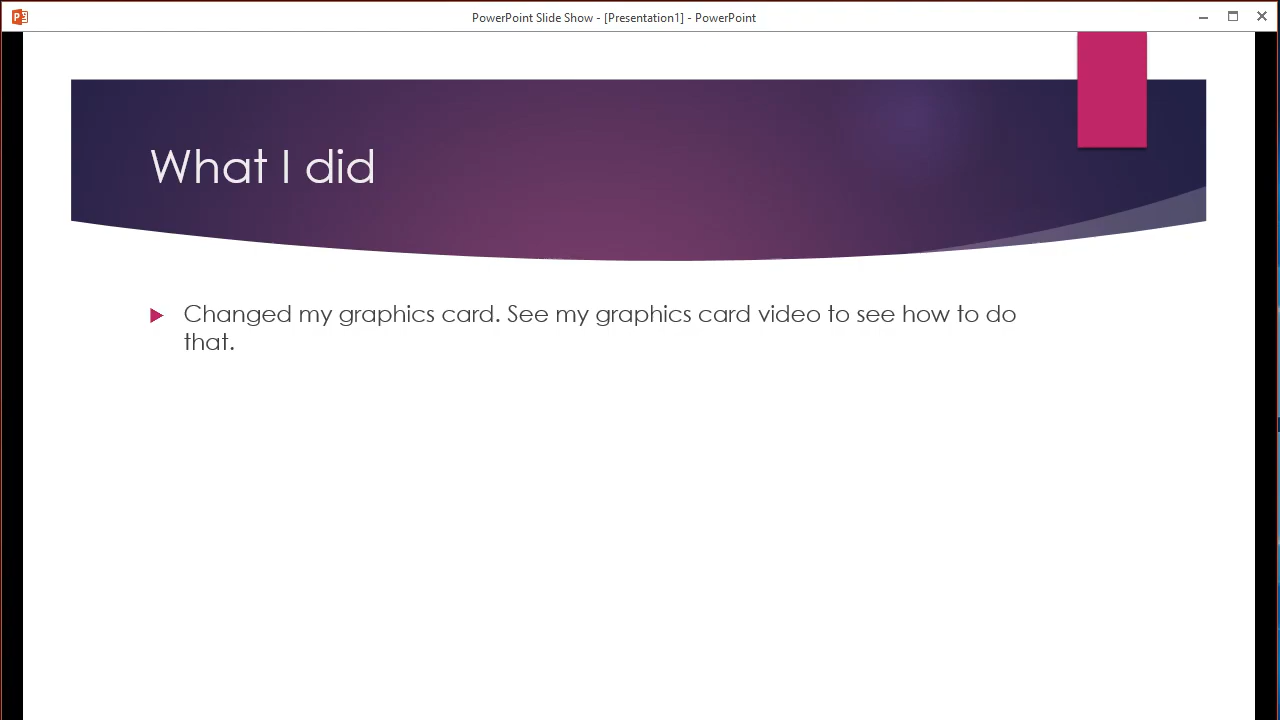 PowerPoint Slide Show - [Presentation1] - PowerPoint
What I did
Changed my graphics card. See my graphics card video to see how to do
that.